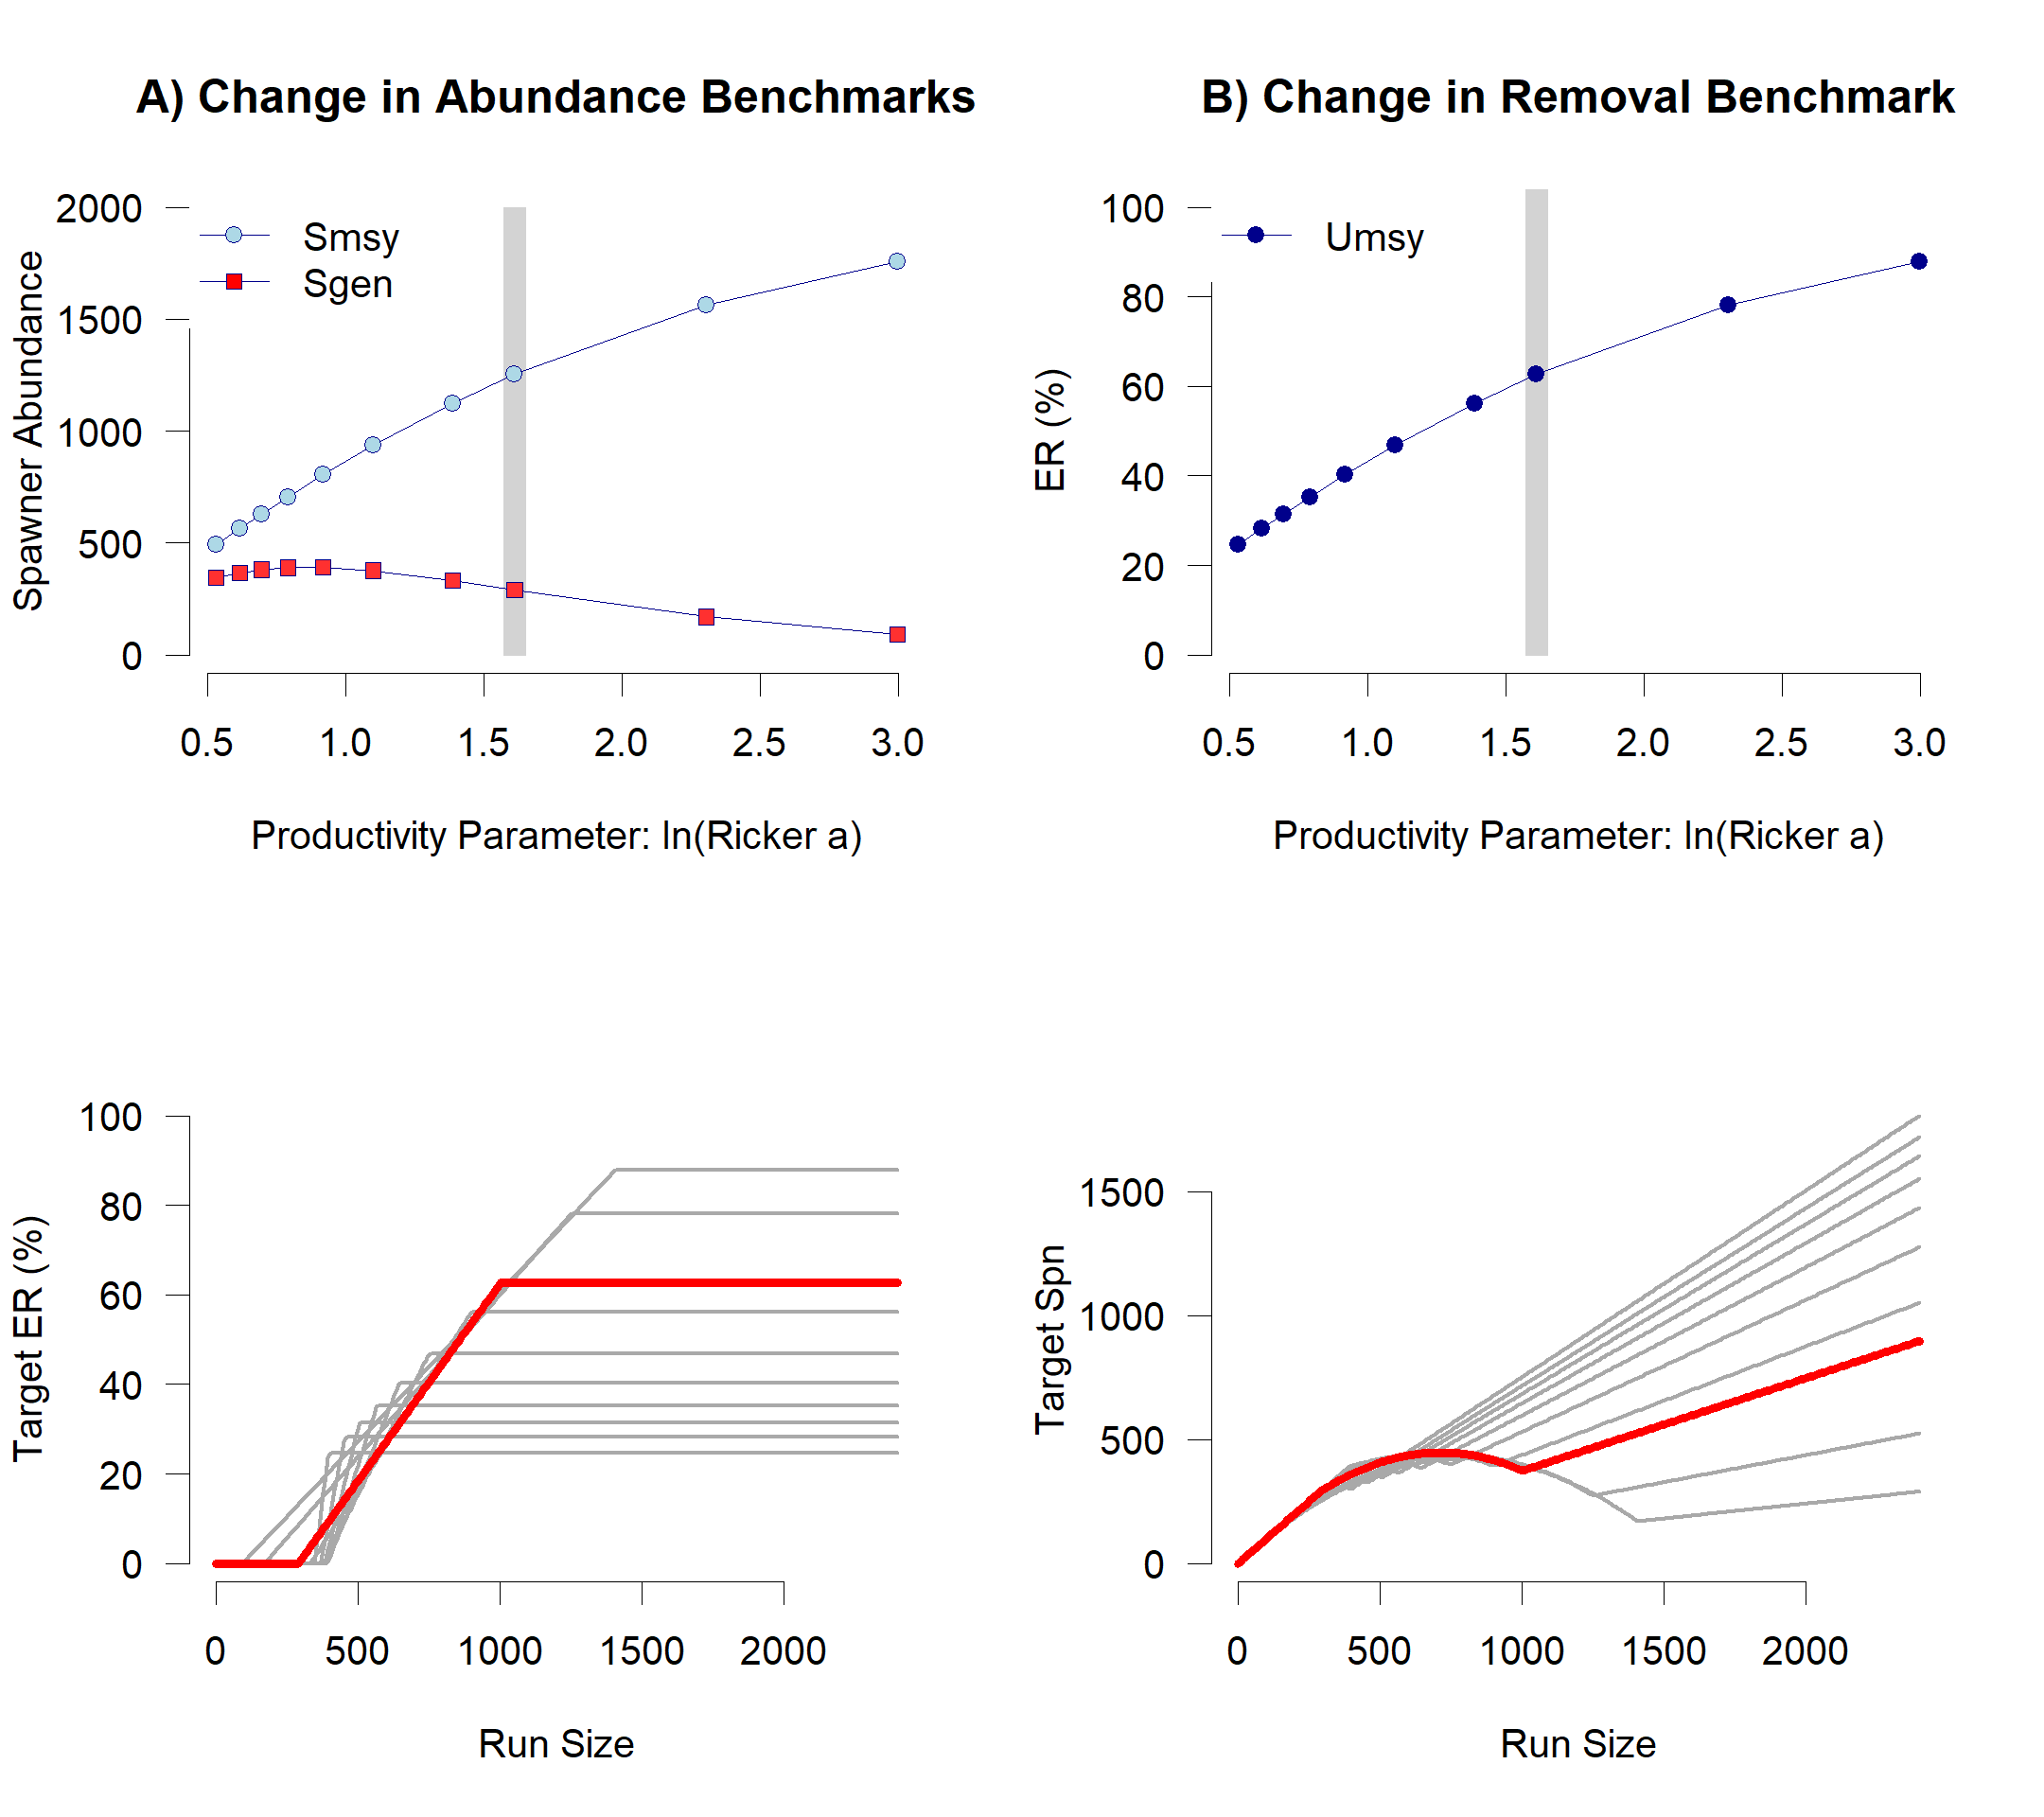 A) Change in Abundance Benchmarks
Spawner Abundance
2000
1500
1000
500
0
Smsy
Sgen
0.5 1.0 1.5 2.0 2.5 3.0
Productivity Parameter: ln(Ricker a)
B) Change in Removal Benchmark
ER (%)
100
80
60
40
20
0
Umsy
0.5 1.0 1.5 2.0 2.5 3.0
Productivity Parameter: ln(Ricker a)
Target ER (%)
100
80
60
40
20
0
0 500 1000 1500 2000
Run Size
Target Spn
1500
1000
500
0
0 500 1000 1500 2000
Run Size